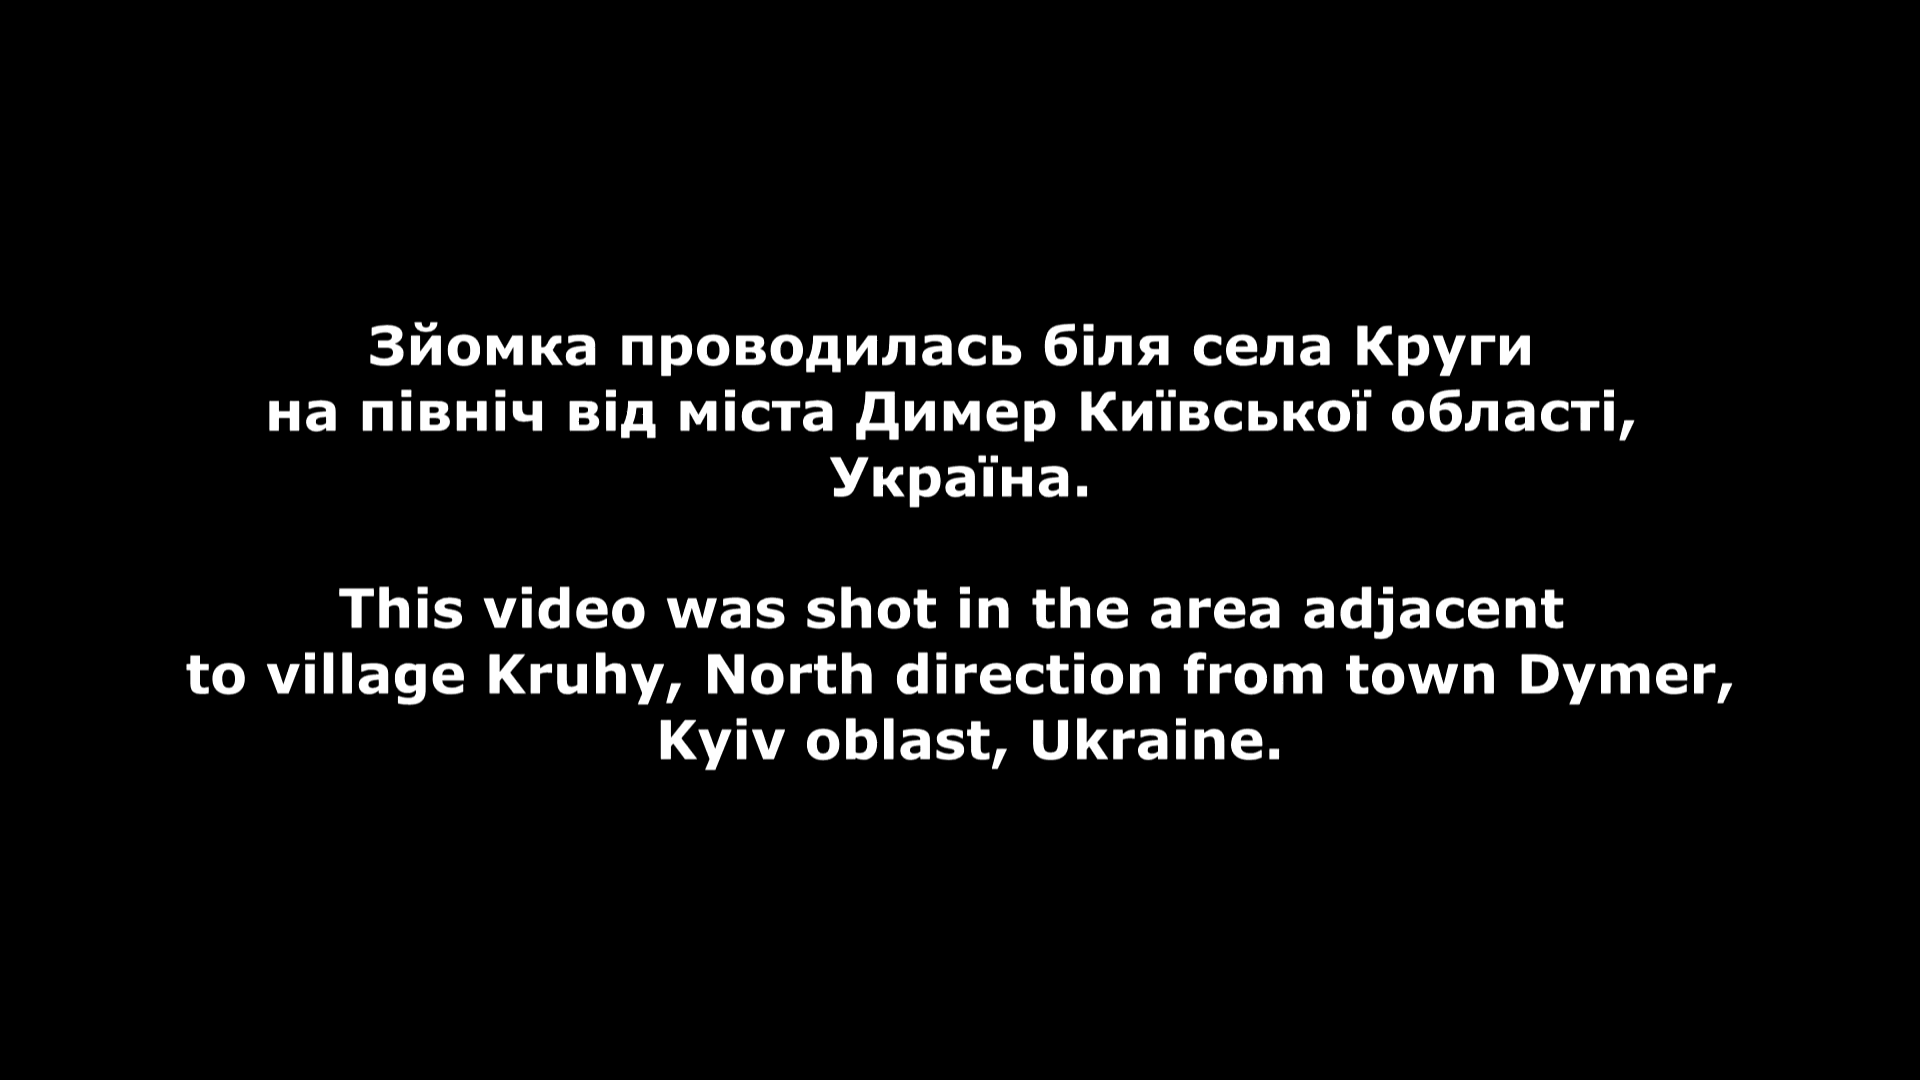 Зйомка проводилась біля села Круги
на північ від міста Димер Київської області,
Україна.
This video was shot in the area adjacent
to village Kruhy, North direction from town Dymer,
Kyiv oblast, Ukraine.